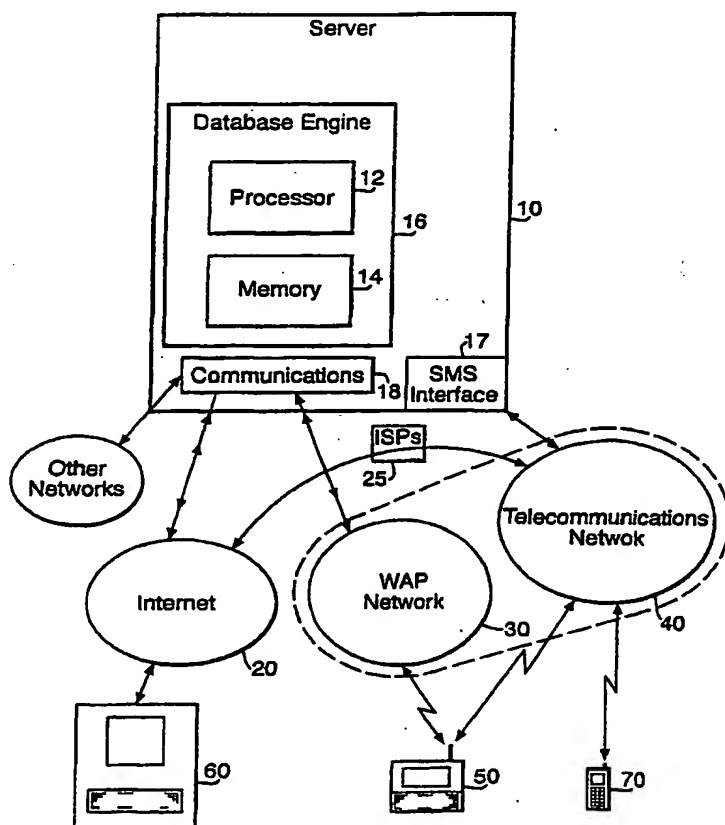 Server
Database Engine
Processor
12
10
16
Memory
14
17
Communications
18
SMS
Interface
ISPs
25
Other
Networks
Telecommunications
Netwok
Internet
WAP
Network
30
40
20
60
50
70